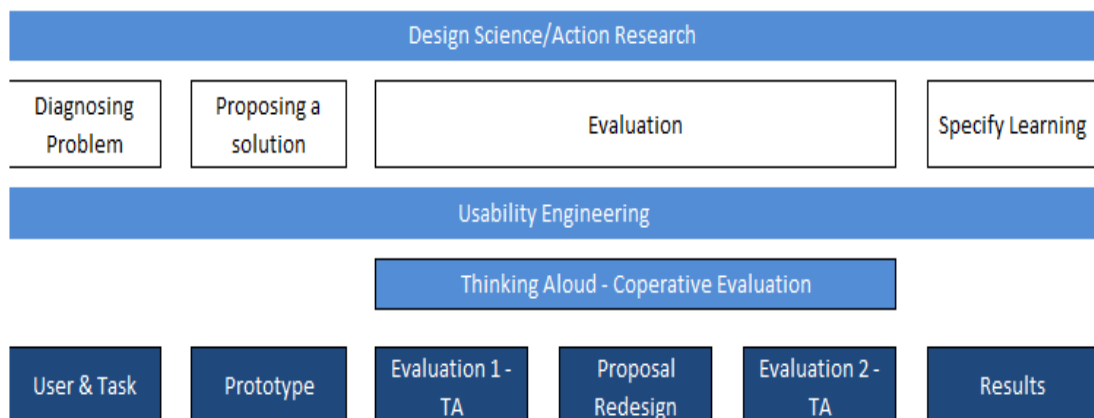 Design Science/Action Research
Diagnosing
Problem
Proposing a
solution
Evaluation
Specify Learning
Usability Engineering
Thinking Aloud - Coperative Evaluation
User & Task
Prototype
Evaluation 1 -
TA
Proposal
Redesign
Evaluation 2 -
TA
Results